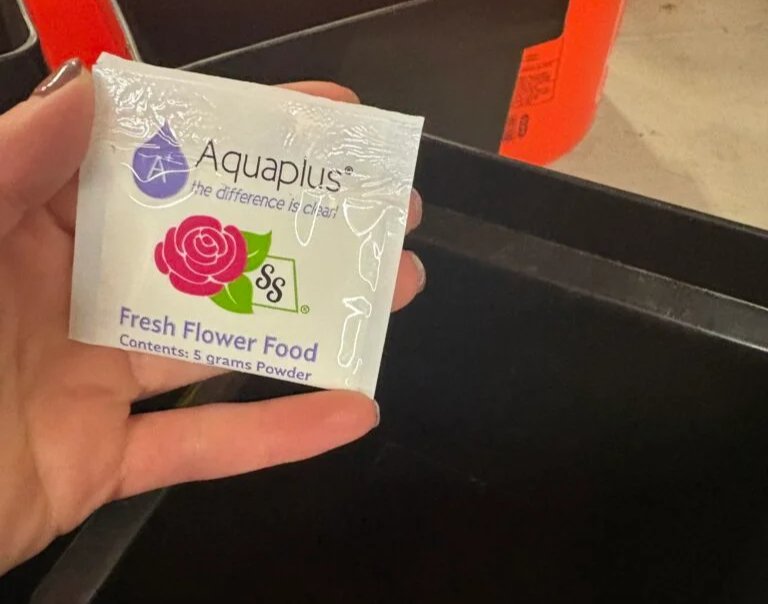 A+
Aquaplus®
the difference is clear!
SS®
Fresh Flower Food
Contents: 5 grams Powder